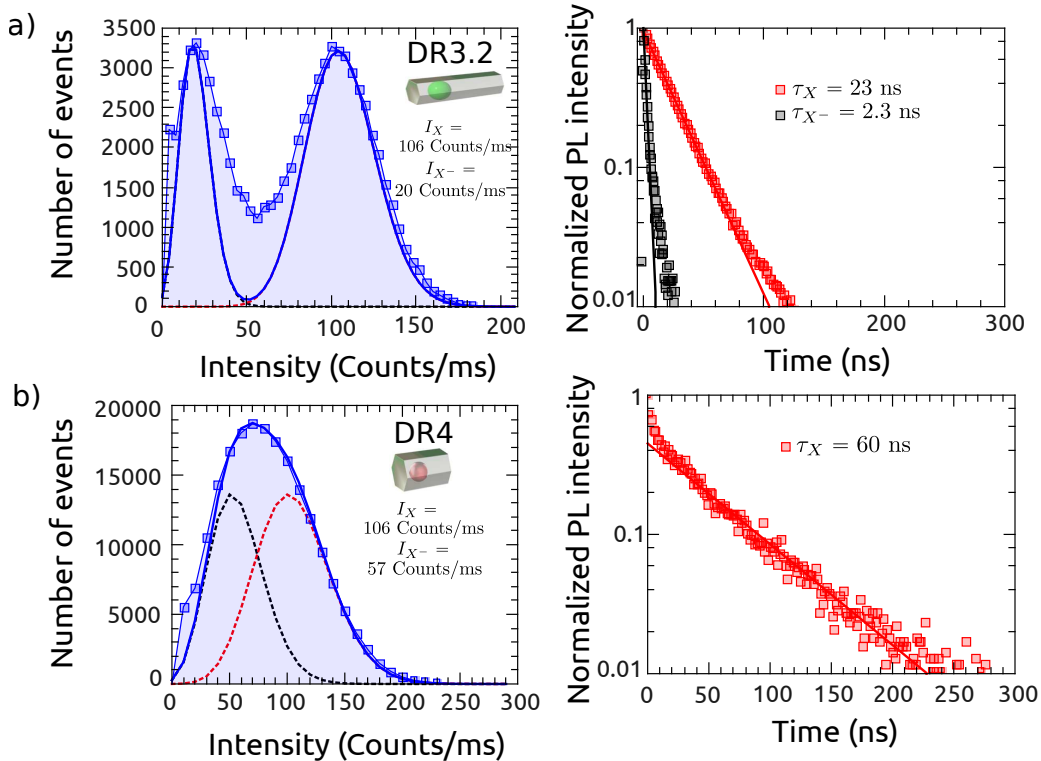 a)
3500
3000
2500
2000
1500
1000
500
0
Number of events
0
50
100
150
200
Intensity (Counts/ms)
DR3.2
I_X =
106 Counts/ms
I_{X−} =
20 Counts/ms
Normalized PL intensity
1
0.1
0.01
τ_X = 23 ns
τ_{X−} = 2.3 ns
0
100
200
300
Time (ns)
b)
20000
15000
10000
5000
0
Number of events
0
50
100
150
200
250
300
Intensity (Counts/ms)
DR4
I_X =
106 Counts/ms
I_{X−} =
57 Counts/ms
Normalized PL intensity
1
0.1
0.01
τ_X = 60 ns
0
50
100
150
200
250
300
Time (ns)